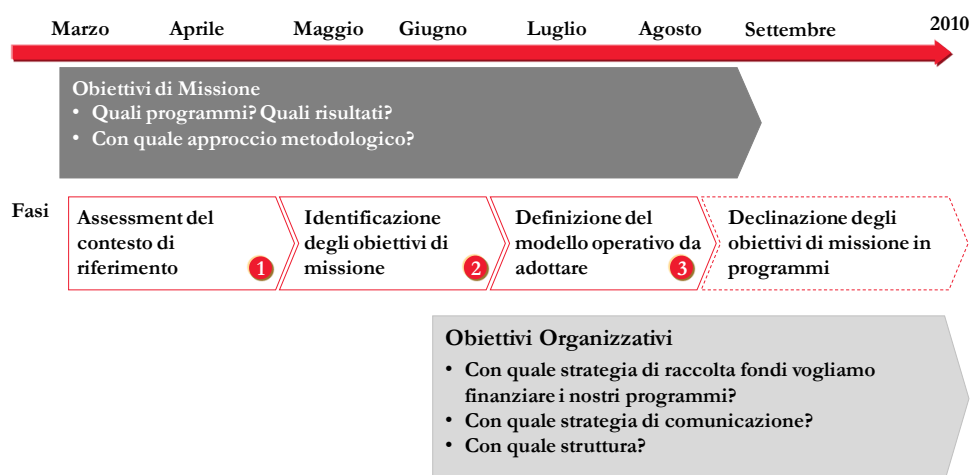 Marzo Aprile Maggio Giugno Luglio Agosto Settembre 2010
Obiettivi di Missione
• Quali programmi? Quali risultati?
• Con quale approccio metodologico?
Fasi
Assessment del
contesto di
riferimento
1
Identificazione
degli obiettivi di
missione
2
Definizione del
modello operativo da
adottare
3
Declinazione degli
obiettivi di missione in
programmi
Obiettivi Organizzativi
• Con quale strategia di raccolta fondi vogliamo
finanziare i nostri programmi?
• Con quale strategia di comunicazione?
• Con quale struttura?